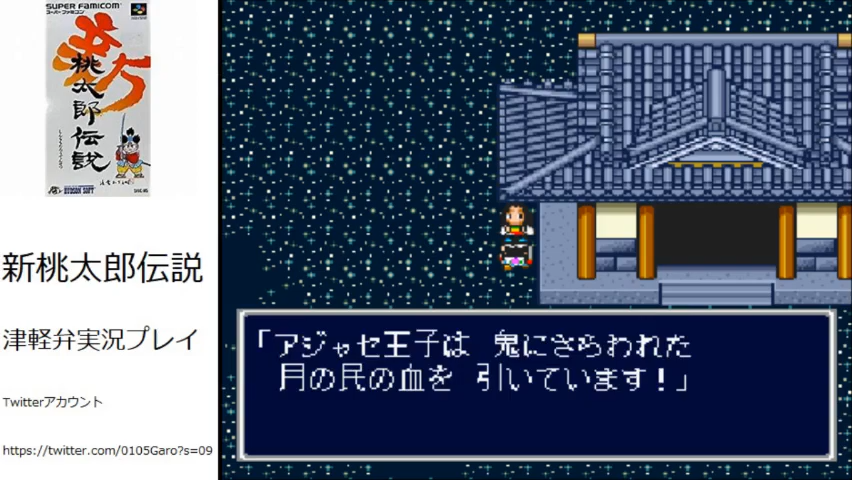 SUPER FAMICOM
スーパーファミコン
新
桃太郎伝説
HUDSON SOFT
新桃太郎伝説
津軽弁実況プレイ
Twitterアカウント
https://twitter.com/0105Garo?s=09
「アジャセ王子は 鬼にさらわれた
月の民の血を 引いています！」